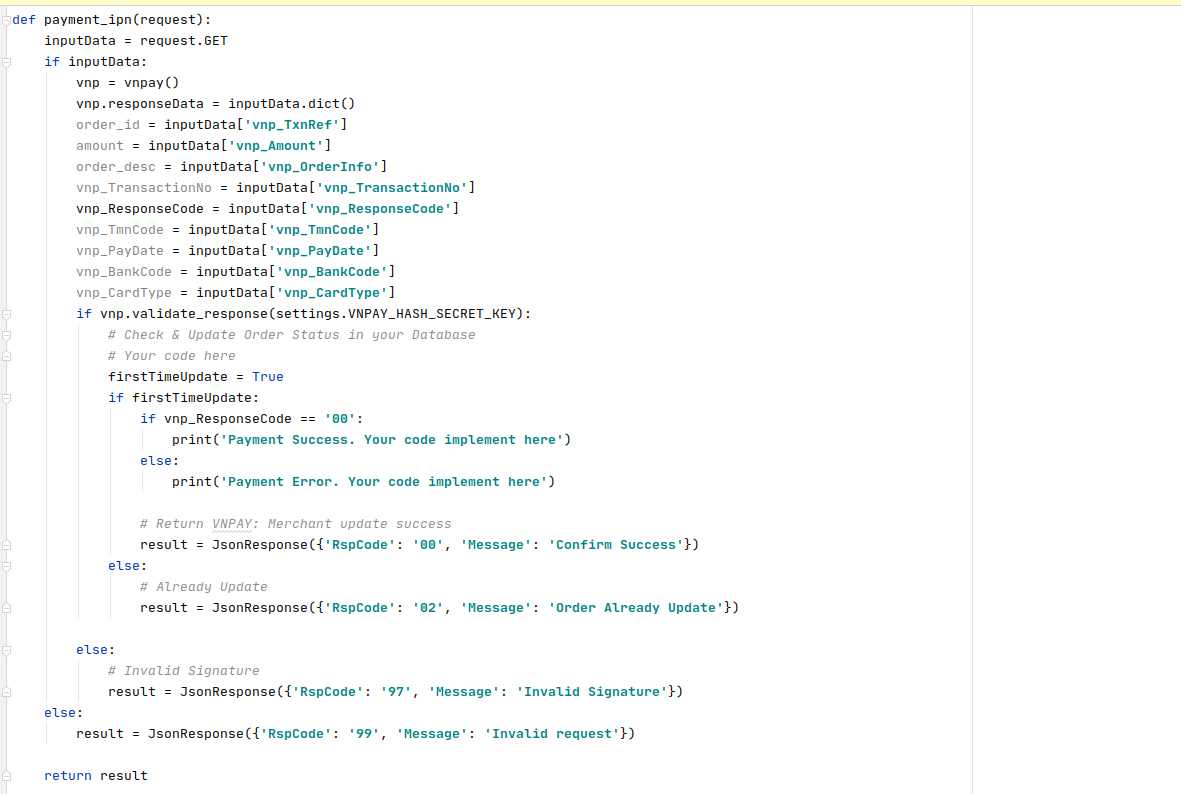 def payment_ipn(request):
    inputData = request.GET
    if inputData:
        vnp = vnpay()
        vnp.responseData = inputData.dict()
        order_id = inputData['vnp_TxnRef']
        amount = inputData['vnp_Amount']
        order_desc = inputData['vnp_OrderInfo']
        vnp_TransactionNo = inputData['vnp_TransactionNo']
        vnp_ResponseCode = inputData['vnp_ResponseCode']
        vnp_TmnCode = inputData['vnp_TmnCode']
        vnp_PayDate = inputData['vnp_PayDate']
        vnp_BankCode = inputData['vnp_BankCode']
        vnp_CardType = inputData['vnp_CardType']
        if vnp.validate_response(settings.VNPAY_HASH_SECRET_KEY):
            # Check & Update Order Status in your Database
            # Your code here
            firstTimeUpdate = True
            if firstTimeUpdate:
                if vnp_ResponseCode == '00':
                    print('Payment Success. Your code implement here')
                else:
                    print('Payment Error. Your code implement here')

                # Return VNPAY: Merchant update success
                result = JsonResponse({'RspCode': '00', 'Message': 'Confirm Success'})
            else:
                # Already Update
                result = JsonResponse({'RspCode': '02', 'Message': 'Order Already Update'})

        else:
            # Invalid Signature
            result = JsonResponse({'RspCode': '97', 'Message': 'Invalid Signature'})
    else:
        result = JsonResponse({'RspCode': '99', 'Message': 'Invalid request'})

    return result